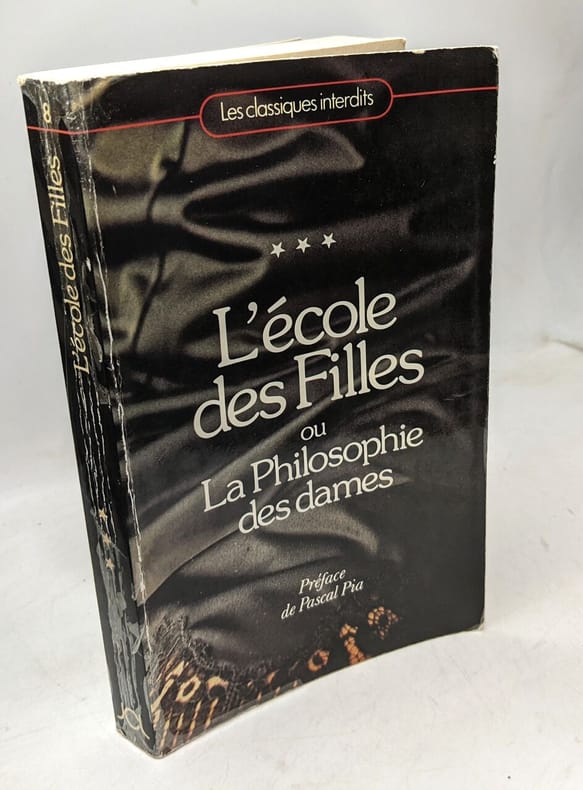 Les classiques interdits
★ ★ ★
L'école
des Filles
ou
La Philosophie
des dames
Préface
de Pascal Pia
8
L'école des Filles
★ ★ ★